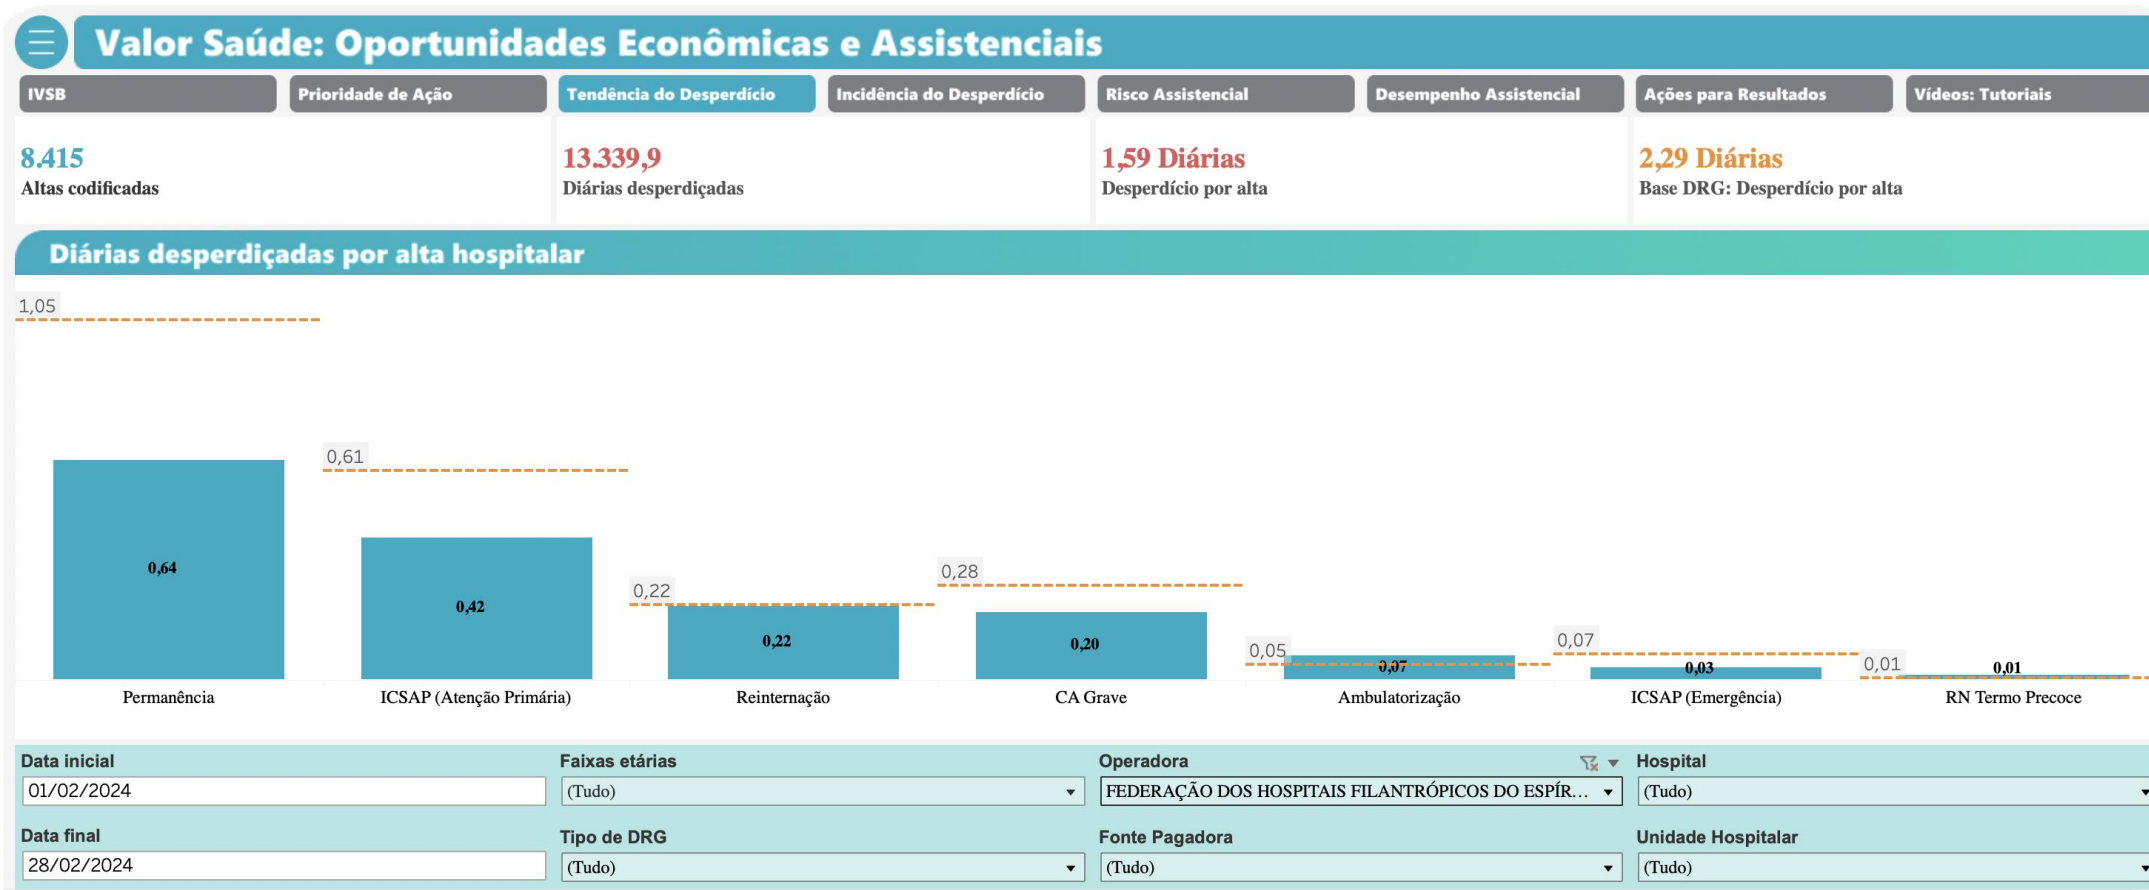 Valor Saúde: Oportunidades Econômicas e Assistenciais
IVSB
Prioridade de Ação
Tendência do Desperdício
Incidência do Desperdício
Risco Assistencial
Desempenho Assistencial
Ações para Resultados
Vídeos: Tutoriais
8.415
Altas codificadas
13.339,9
Diárias desperdiçadas
1,59 Diárias
Desperdício por alta
2,29 Diárias
Base DRG: Desperdício por alta
Diárias desperdiçadas por alta hospitalar
1,05
0,64
Permanência
0,61
0,42
ICSAP (Atenção Primária)
0,22
0,22
Reinternação
0,28
0,20
CA Grave
0,05
0,07
Ambulatorização
0,07
0,03
ICSAP (Emergência)
0,01
0,01
RN Termo Precoce
Data inicial
01/02/2024
Faixas etárias
(Tudo)
Operadora
FEDERAÇÃO DOS HOSPITAIS FILANTRÓPICOS DO ESPÍR...
Hospital
(Tudo)
Data final
28/02/2024
Tipo de DRG
(Tudo)
Fonte Pagadora
(Tudo)
Unidade Hospitalar
(Tudo)